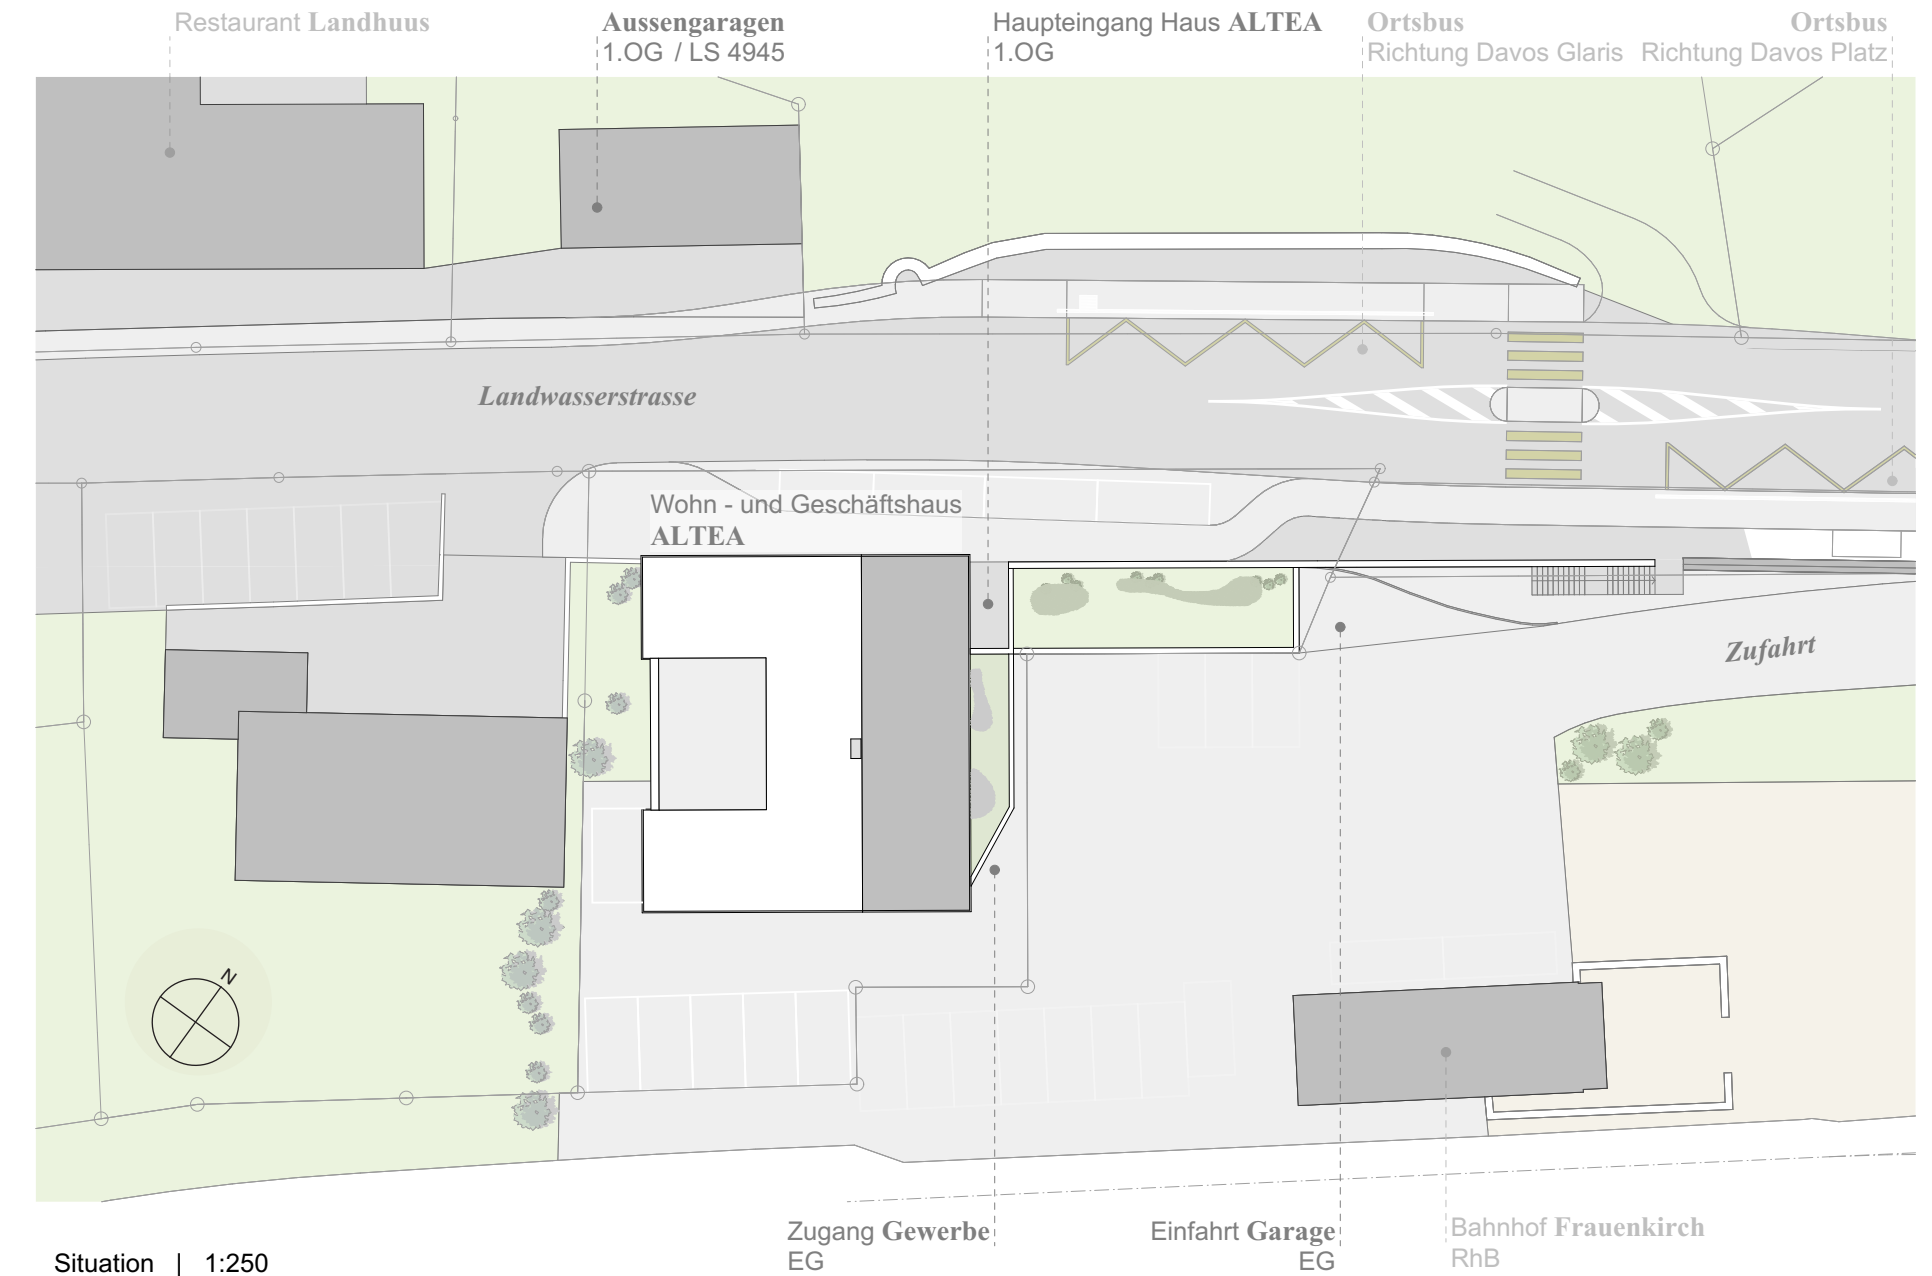 Restaurant Landhuus
Aussengaragen
1.OG / LS 4945
Haupteingang Haus ALTEA
1.OG
Ortsbus
Richtung Davos Glaris
Ortsbus
Richtung Davos Platz
Landwasserstrasse
Wohn - und Geschäftshaus
ALTEA
Zufahrt
N
Zugang Gewerbe
EG
Einfahrt Garage
EG
Bahnhof Frauenkirch
RhB
Situation | 1:250